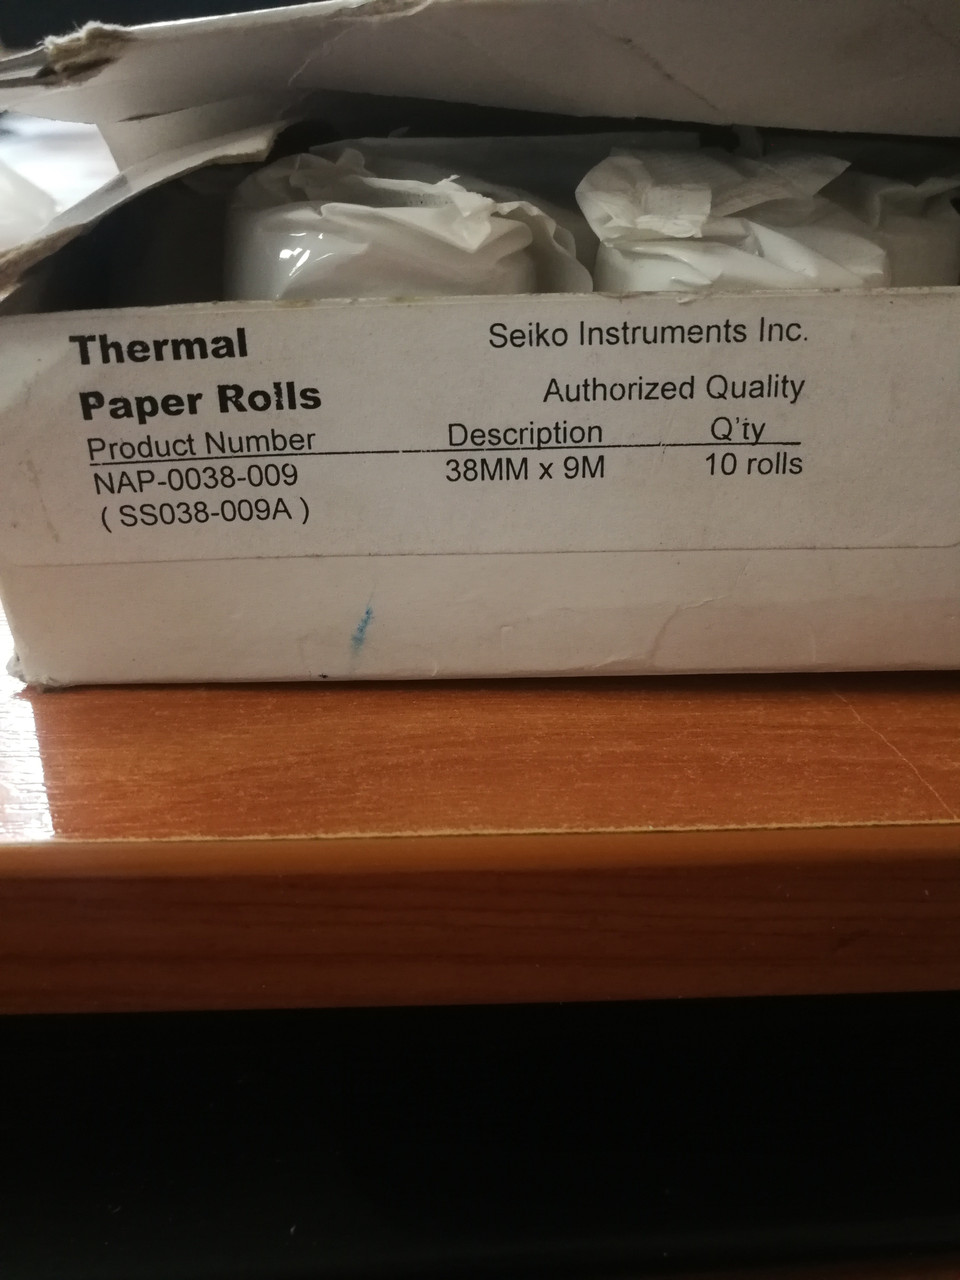 Thermal
Paper Rolls
Seiko Instruments Inc.
Authorized Quality
Product Number Description Q'ty
NAP-0038-009 38MM x 9M 10 rolls
( SS038-009A )